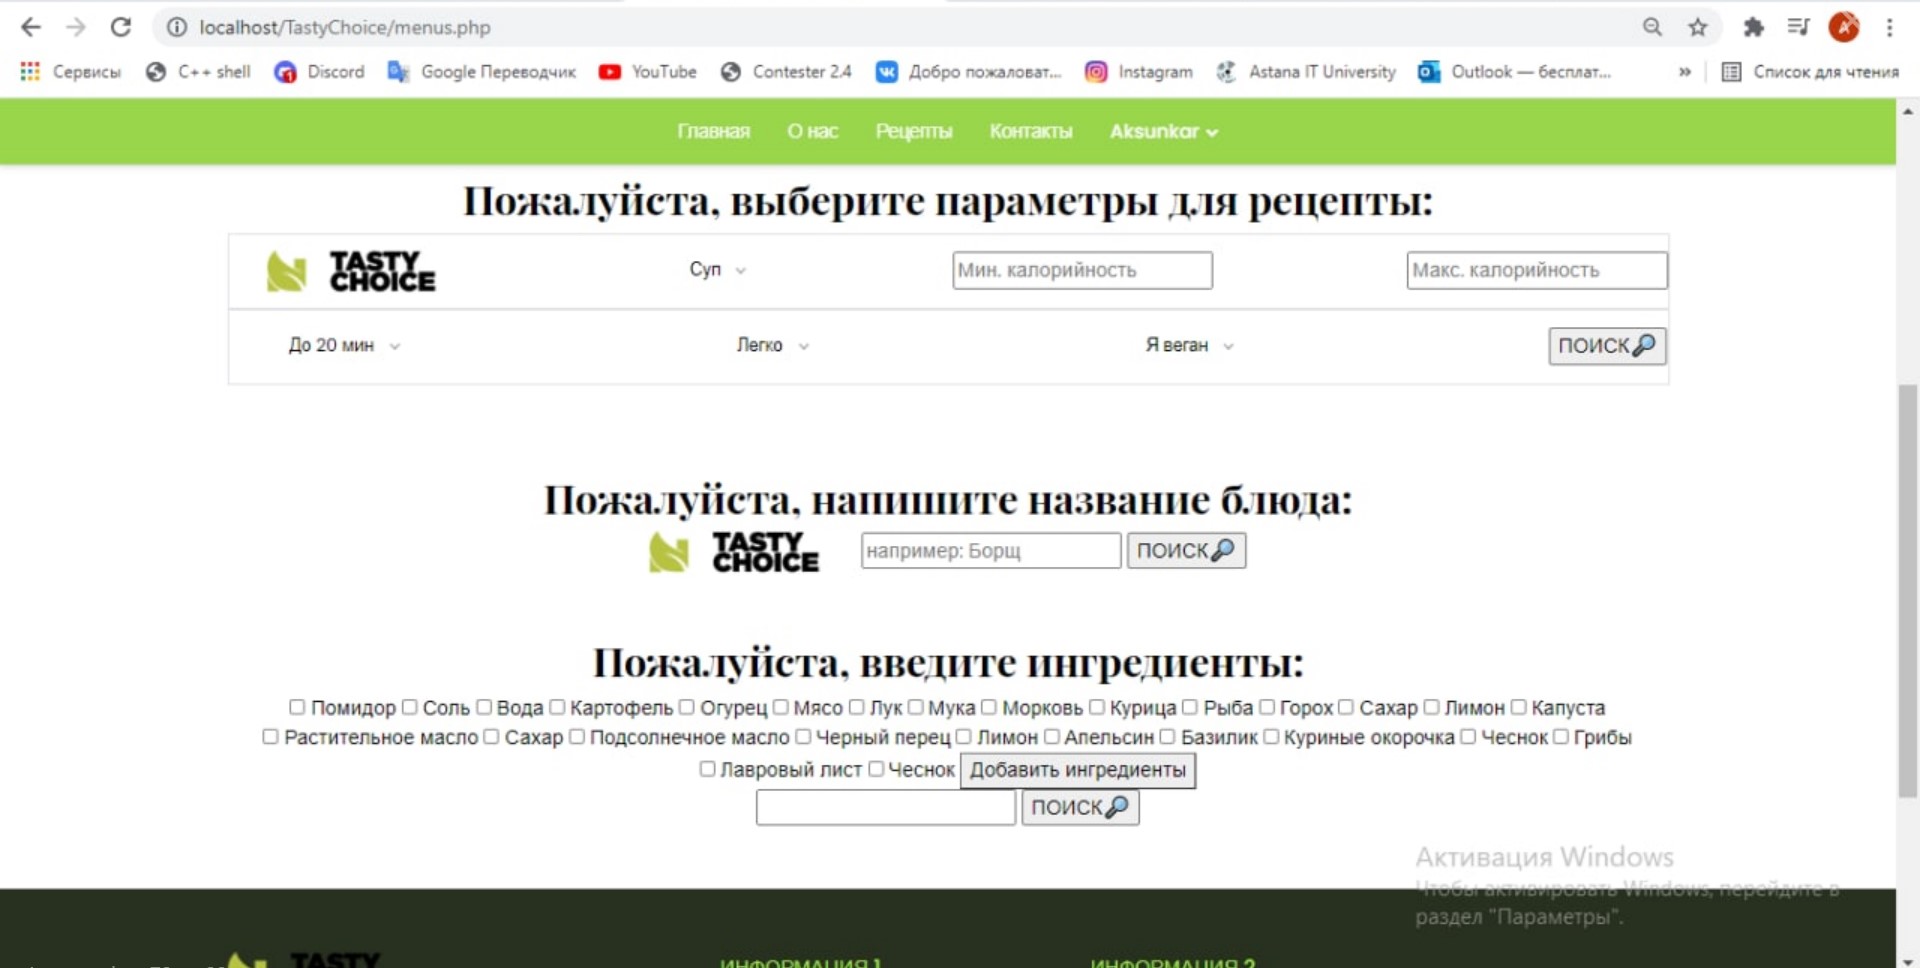 localhost/TastyChoice/menus.php
Сервисы C++ shell Discord Google Переводчик YouTube Contester 2.4 Добро пожаловат... Instagram Astana IT University Outlook — бесплат... » Список для чтения
Главная О нас Рецепты Контакты Aksunkar
Пожалуйста, выберите параметры для рецепты:
TASTY CHOICE Суп Мин. калорийность Макс. калорийность
До 20 мин Легко Я веган ПОИСК
Пожалуйста, напишите название блюда:
TASTY CHOICE например: Борщ ПОИСК
Пожалуйста, введите ингредиенты:
Помидор Соль Вода Картофель Огурец Мясо Лук Мука Морковь Курица Рыба Горох Сахар Лимон Капуста
Растительное масло Сахар Подсолнечное масло Черный перец Лимон Апельсин Базилик Куриные окорочка Чеснок Грибы
Лавровый лист Чеснок Добавить ингредиенты
ПОИСК
Активация Windows
Чтобы активировать Windows, перейдите в
раздел "Параметры".
TASTY ИНФОРМАЦИЯ 1 ИНФОРМАЦИЯ 2